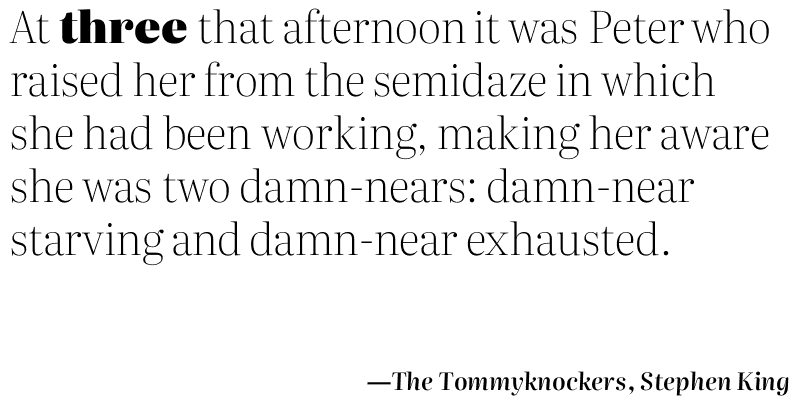 At three that afternoon it was Peter who
raised her from the semidaze in which
she had been working, making her aware
she was two damn-nears: damn-near
starving and damn-near exhausted.
—The Tommyknockers, Stephen King